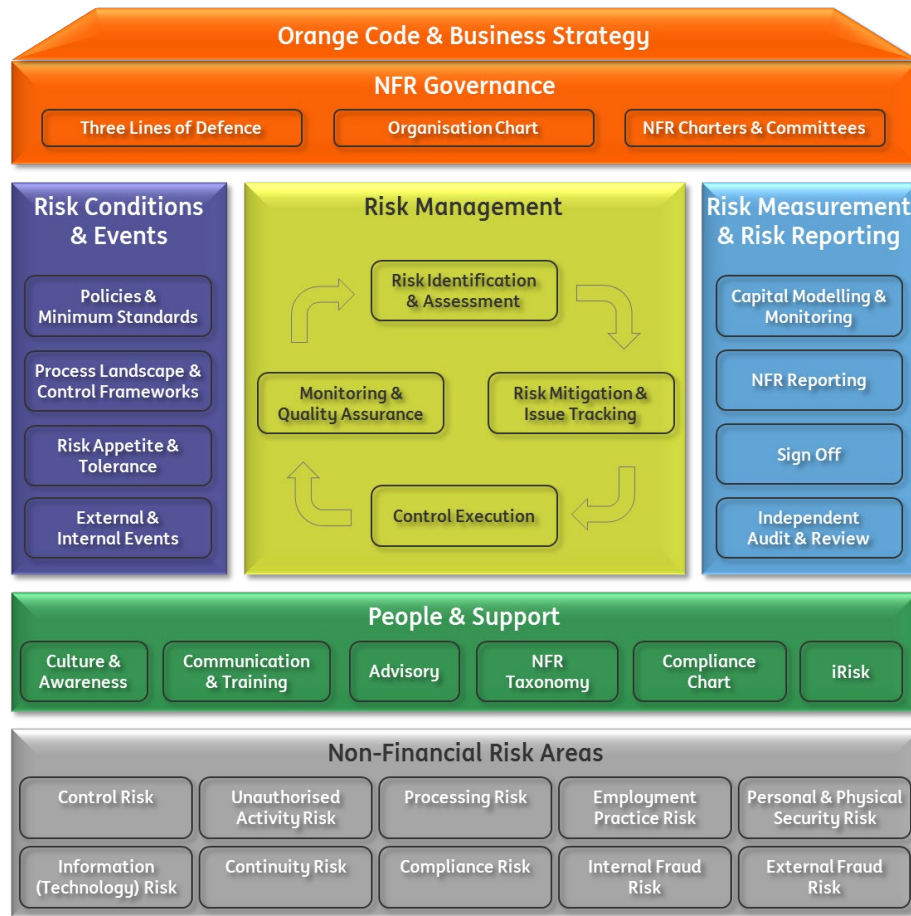 Orange Code & Business Strategy
NFR Governance
Three Lines of Defence
Organisation Chart
NFR Charters & Committees
Risk Conditions
& Events
Policies &
Minimum Standards
Process Landscape &
Control Frameworks
Risk Appetite &
Tolerance
External &
Internal Events
Risk Management
Risk Identification
& Assessment
Risk Mitigation &
Issue Tracking
Control Execution
Monitoring &
Quality Assurance
Risk Measurement
& Risk Reporting
Capital Modelling &
Monitoring
NFR Reporting
Sign Off
Independent
Audit & Review
People & Support
Culture &
Awareness
Communication
& Training
Advisory
NFR
Taxonomy
Compliance
Chart
iRisk
Non-Financial Risk Areas
Control Risk
Unauthorised
Activity Risk
Processing Risk
Employment
Practice Risk
Personal & Physical
Security Risk
Information
(Technology) Risk
Continuity Risk
Compliance Risk
Internal Fraud
Risk
External Fraud
Risk